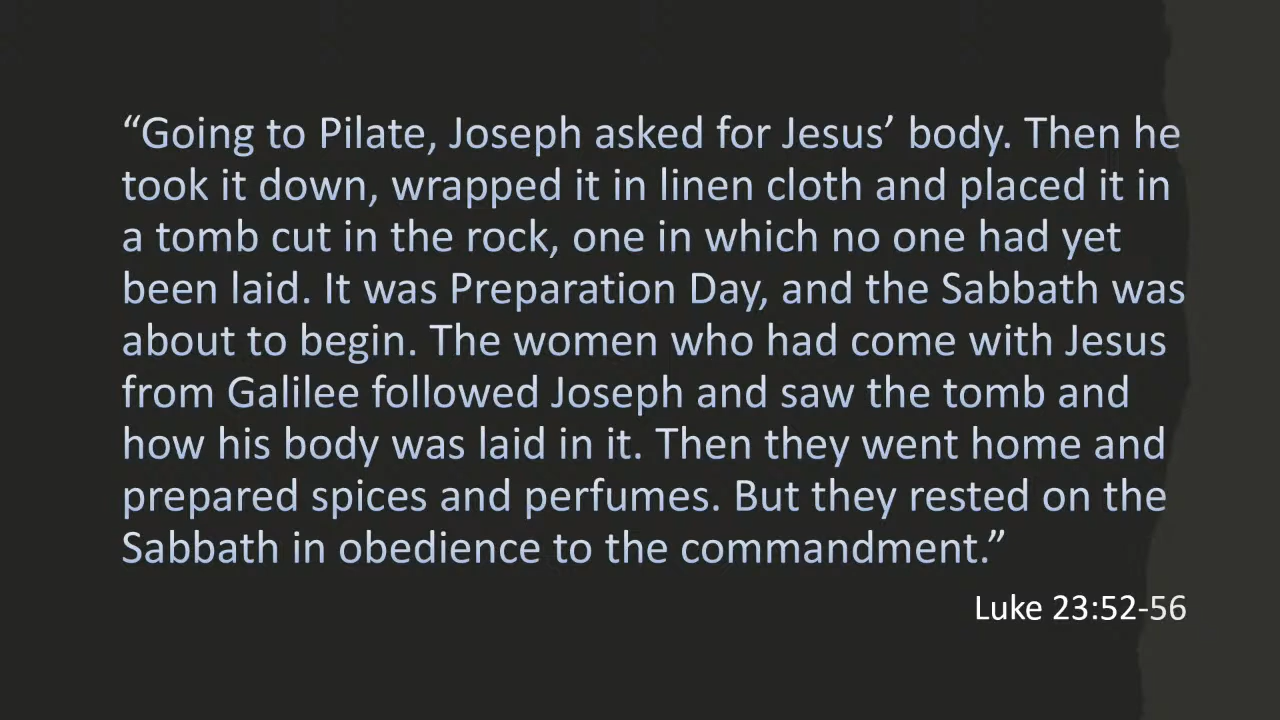 “Going to Pilate, Joseph asked for Jesus’ body. Then he
took it down, wrapped it in linen cloth and placed it in
a tomb cut in the rock, one in which no one had yet
been laid. It was Preparation Day, and the Sabbath was
about to begin. The women who had come with Jesus
from Galilee followed Joseph and saw the tomb and
how his body was laid in it. Then they went home and
prepared spices and perfumes. But they rested on the
Sabbath in obedience to the commandment.”
Luke 23:52-56